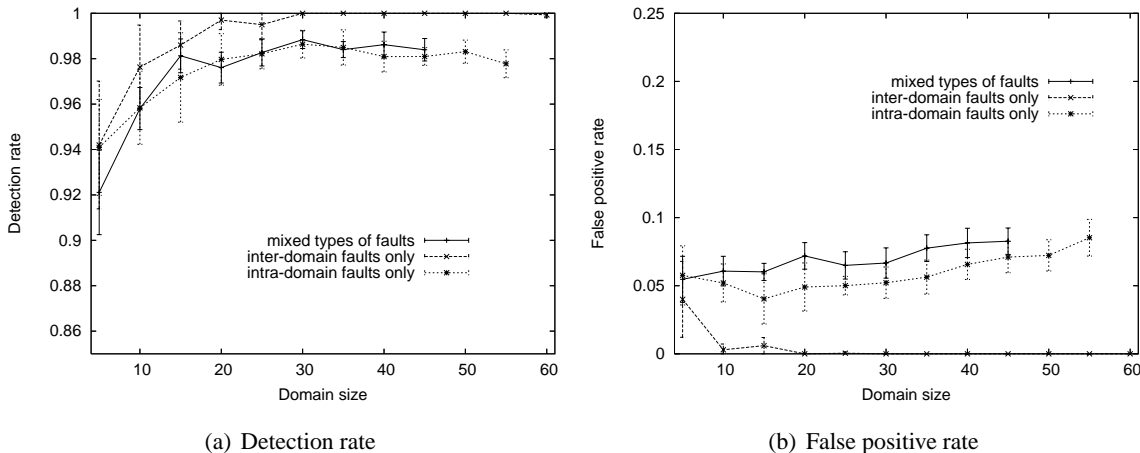 1
0.98
0.96
0.94
0.92
0.9
0.88
0.86
Detection rate
mixed types of faults
inter-domain faults only
intra-domain faults only
10 20 30 40 50 60
Domain size
(a) Detection rate
0.25
0.2
0.15
0.1
0.05
0
False positive rate
mixed types of faults
inter-domain faults only
intra-domain faults only
10 20 30 40 50 60
Domain size
(b) False positive rate